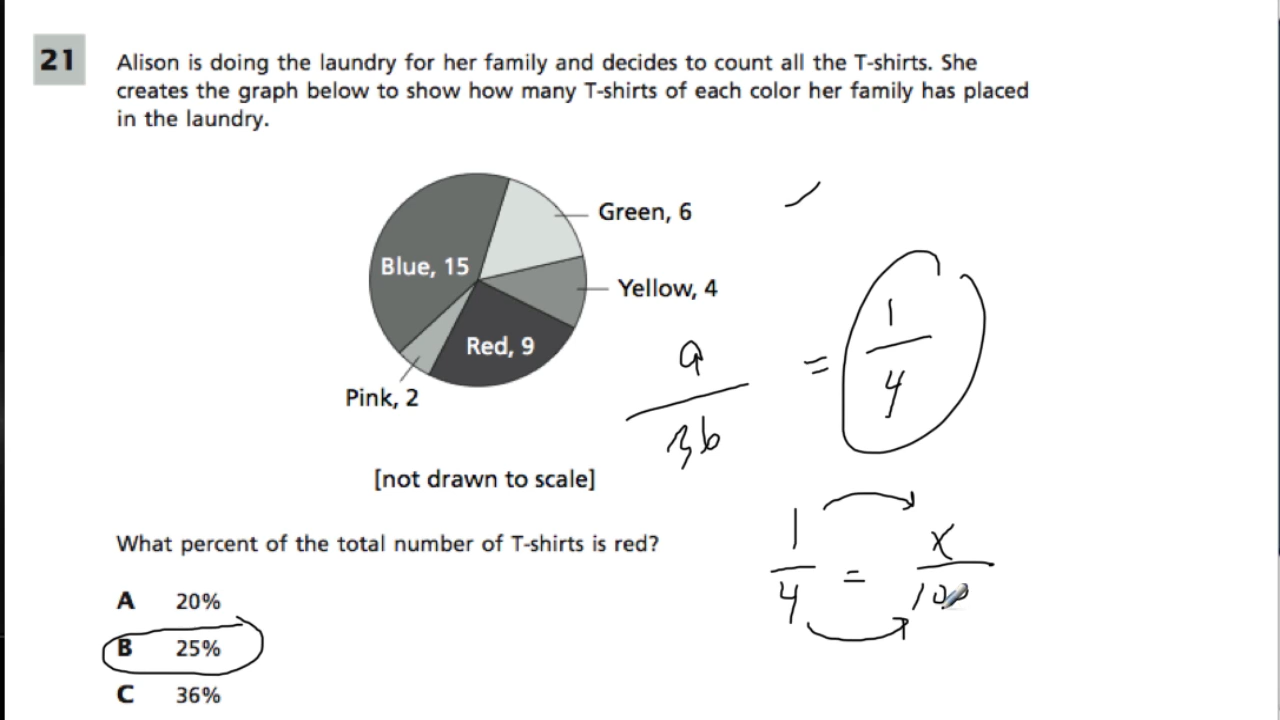 21
Alison is doing the laundry for her family and decides to count all the T-shirts. She
creates the graph below to show how many T-shirts of each color her family has placed
in the laundry.
Green, 6
Blue, 15
Yellow, 4
Red, 9
Pink, 2
9/36 = 1/4
[not drawn to scale]
1/4 = x/100
What percent of the total number of T-shirts is red?
A 20%
B 25%
C 36%